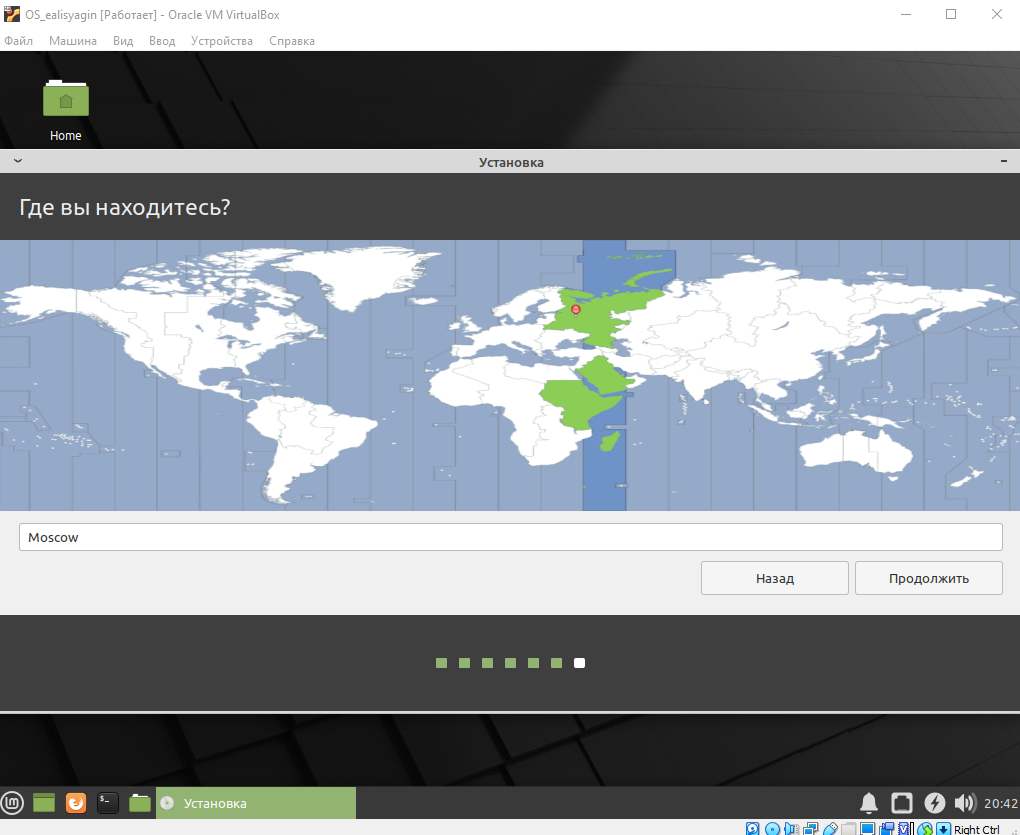 OS_ealisyagin [Работает] - Oracle VM VirtualBox
Файл Машина Вид Ввод Устройства Справка
Home
Установка
Где вы находитесь?
Moscow
Назад Продолжить
Установка 20:42
Right Ctrl